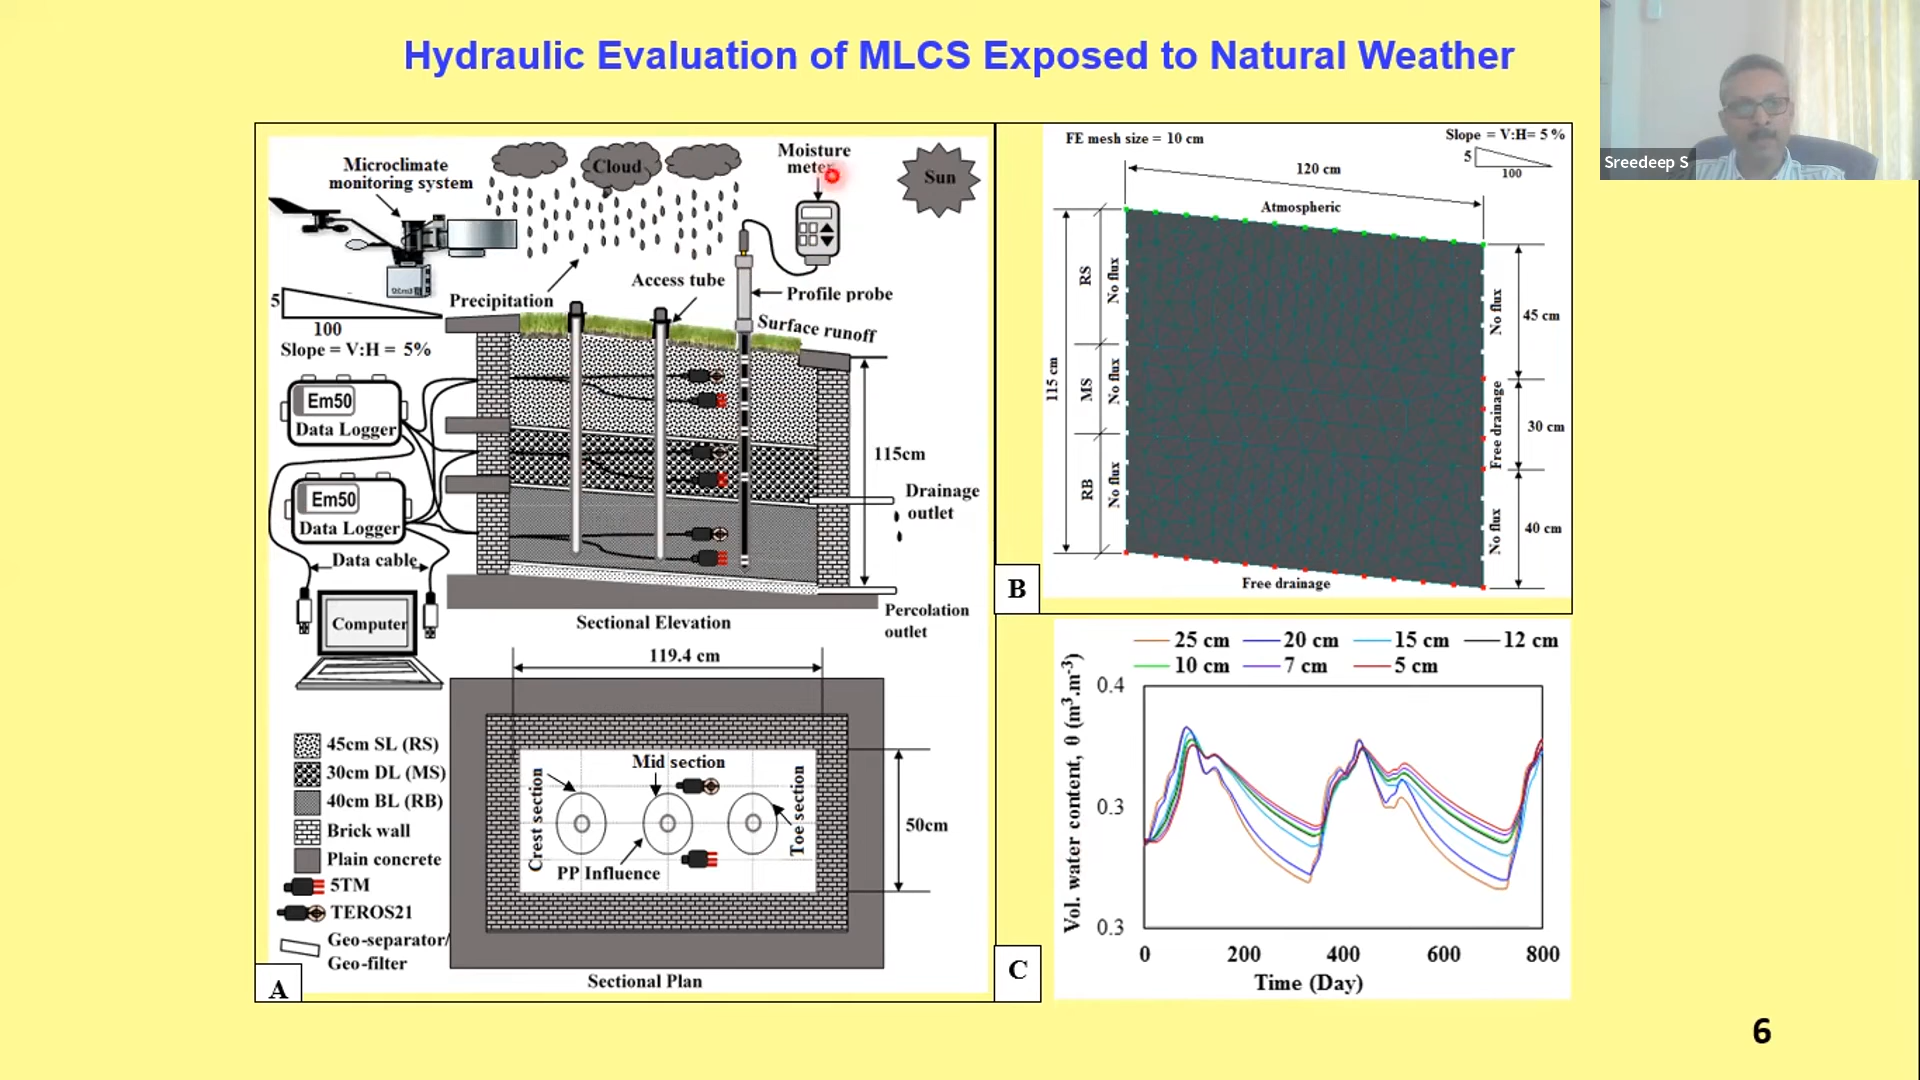 Hydraulic Evaluation of MLCS Exposed to Natural Weather
Sreedeep S
Microclimate
monitoring system
Cloud
Moisture
meter
Sun
Precipitation
Access tube
Profile probe
Surface runoff
5
100
Slope = V:H = 5%
Em50
Data Logger
Em50
Data Logger
Data cable
Computer
115cm
Drainage
outlet
Percolation
outlet
Sectional Elevation
119.4 cm
Crest section
Mid section
Toe section
PP Influence
50cm
Sectional Plan
45cm SL (RS)
30cm DL (MS)
40cm BL (RB)
Brick wall
Plain concrete
5TM
TEROS21
Geo-separator/
Geo-filter
A
FE mesh size = 10 cm
Slope = V:H= 5 %
5
100
120 cm
Atmospheric
115 cm
RS
No flux
MS
No flux
RB
No flux
No flux
45 cm
Free drainage
30 cm
No flux
40 cm
Free drainage
B
25 cm 20 cm 15 cm 12 cm
10 cm 7 cm 5 cm
Vol. water content, θ (m³.m⁻³)
0.4
0.3
0.3
0 200 400 600 800
Time (Day)
C
6